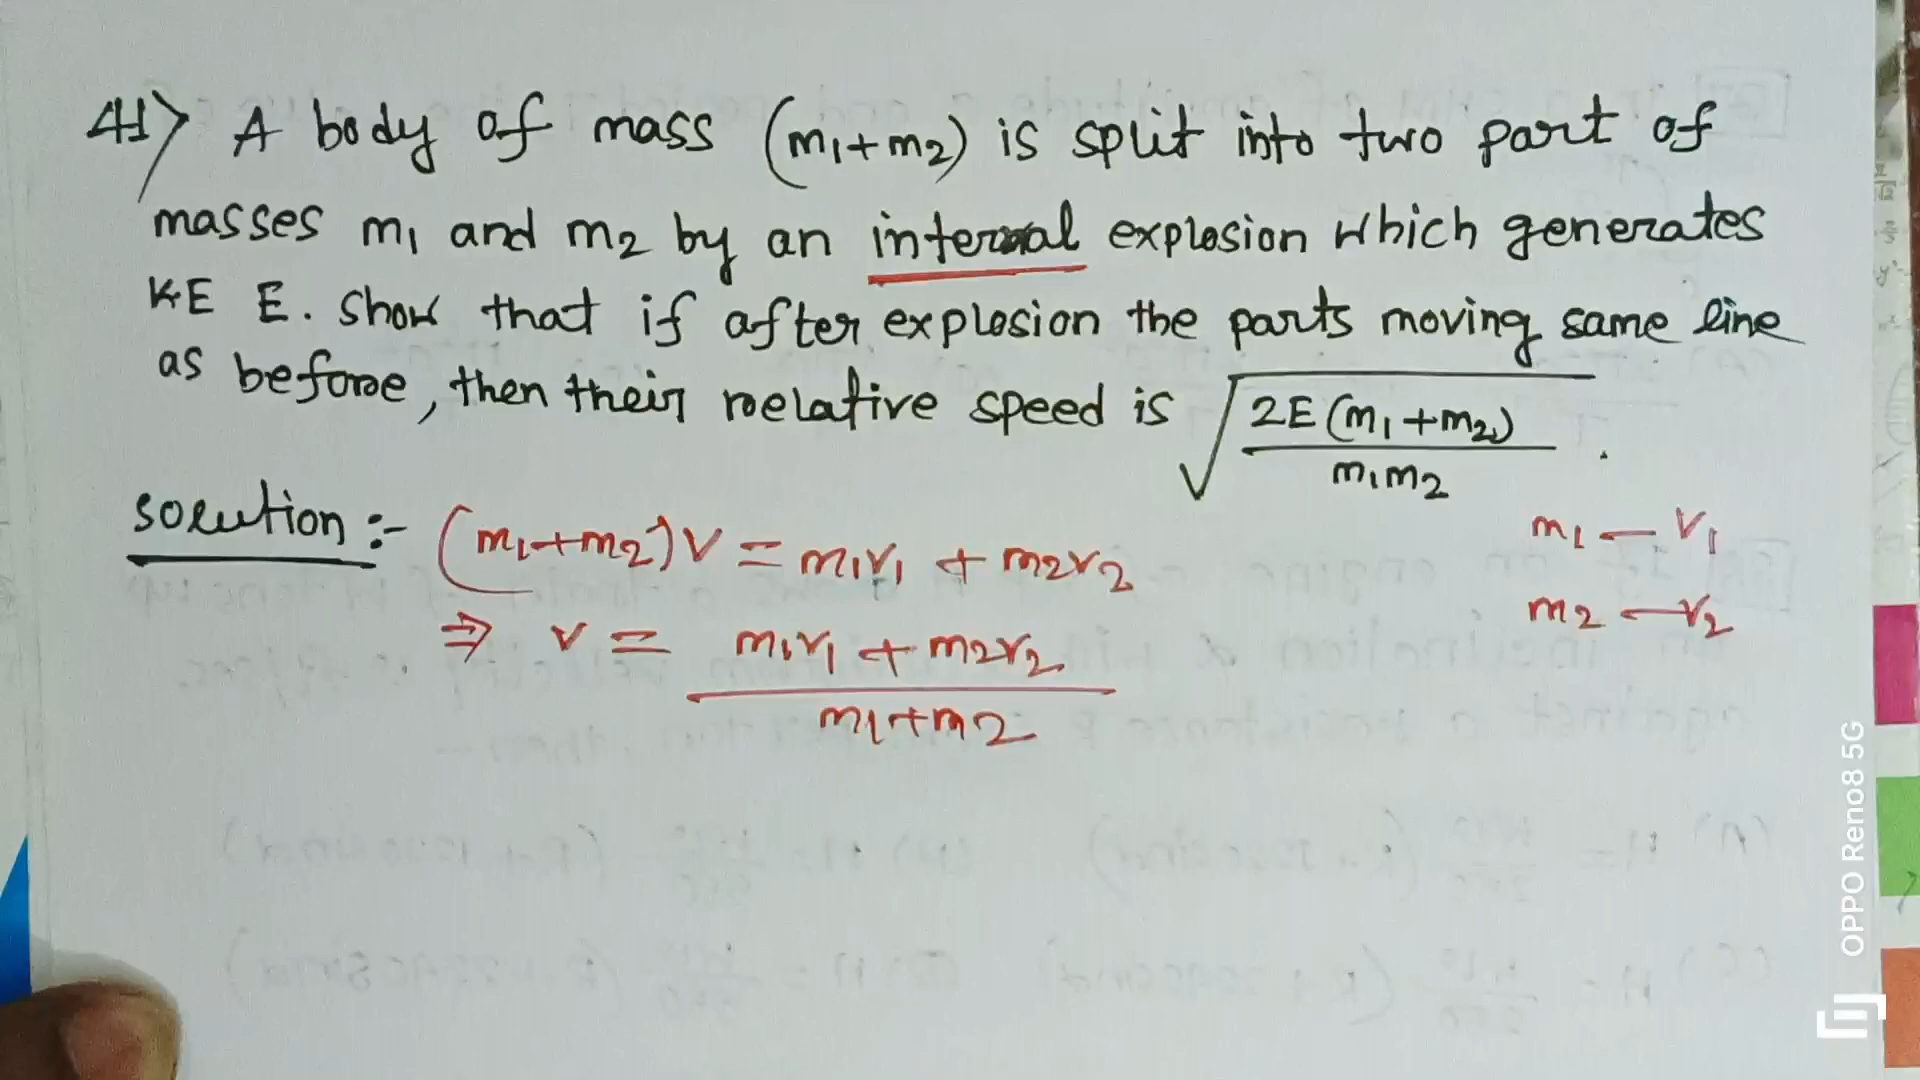 41) A body of mass (m1+m2) is split into two part of
masses m1 and m2 by an internal explosion which generates
KE E. Show that if after explosion the parts moving same line
as before, then their relative speed is √(2E(m1+m2)/m1m2) .
Solution :- (m1+m2)v = m1v1 + m2v2
m1 — v1
m2 — v2
⇒ v = (m1v1 + m2v2)/(m1+m2)
OPPO Reno8 5G